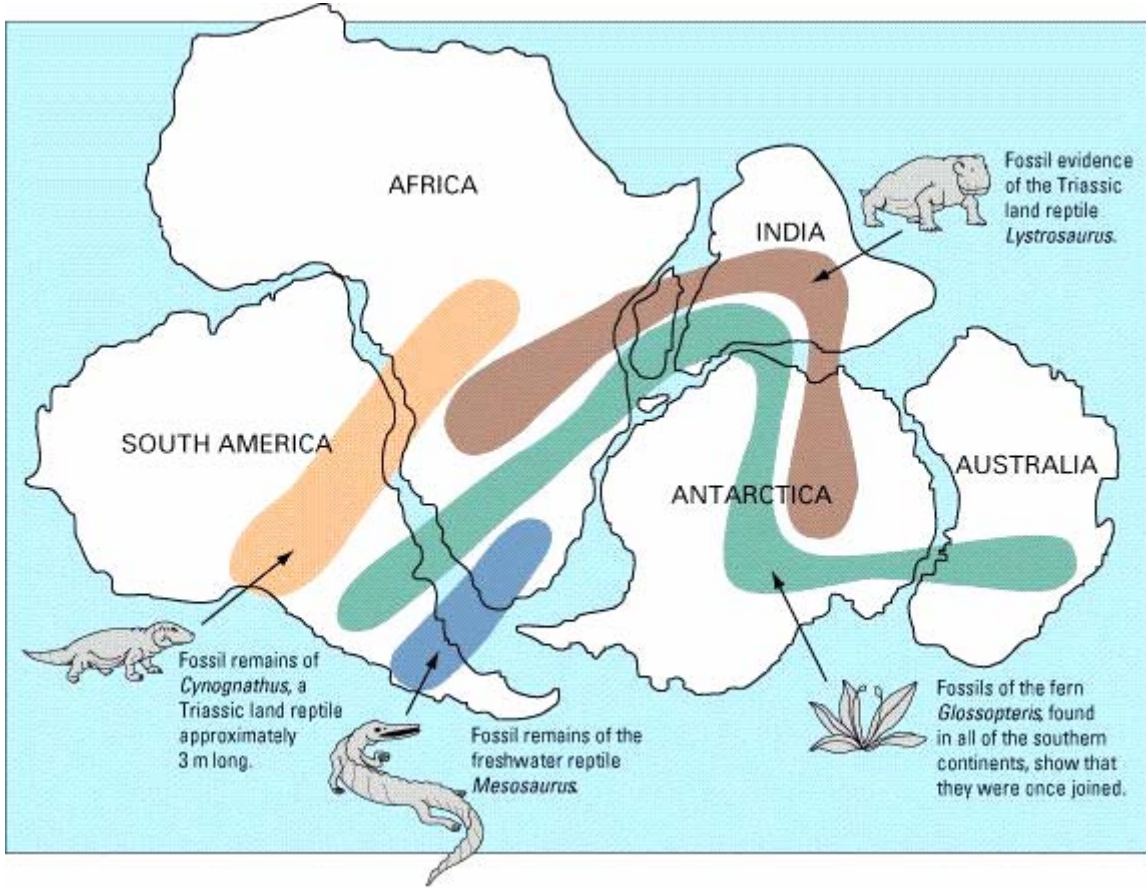 AFRICA
INDIA
Fossil evidence
of the Triassic
land reptile
Lystrosaurus.
SOUTH AMERICA
ANTARCTICA
AUSTRALIA
Fossil remains of
Cynognathus, a
Triassic land reptile
approximately
3 m long.
Fossil remains of the
freshwater reptile
Mesosaurus.
Fossils of the fern
Glossopteris, found
in all of the southern
continents, show that
they were once joined.